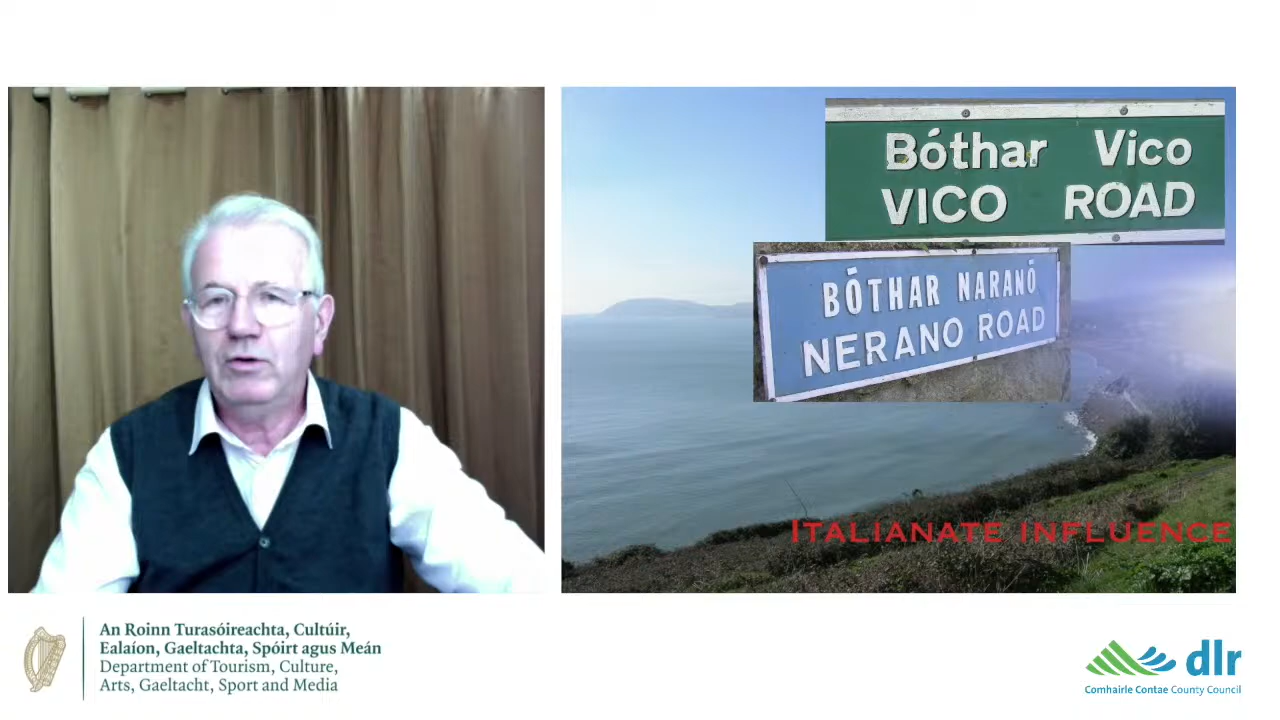 Bóthar Vico
VICO ROAD
BÓTHAR NARANÓ
NERANO ROAD
ITALIANATE INFLUENCE
An Roinn Turasóireachta, Cultúir,
Ealaíon, Gaeltachta, Spóirt agus Meán
Department of Tourism, Culture,
Arts, Gaeltacht, Sport and Media
dlr
Comhairle Contae County Council